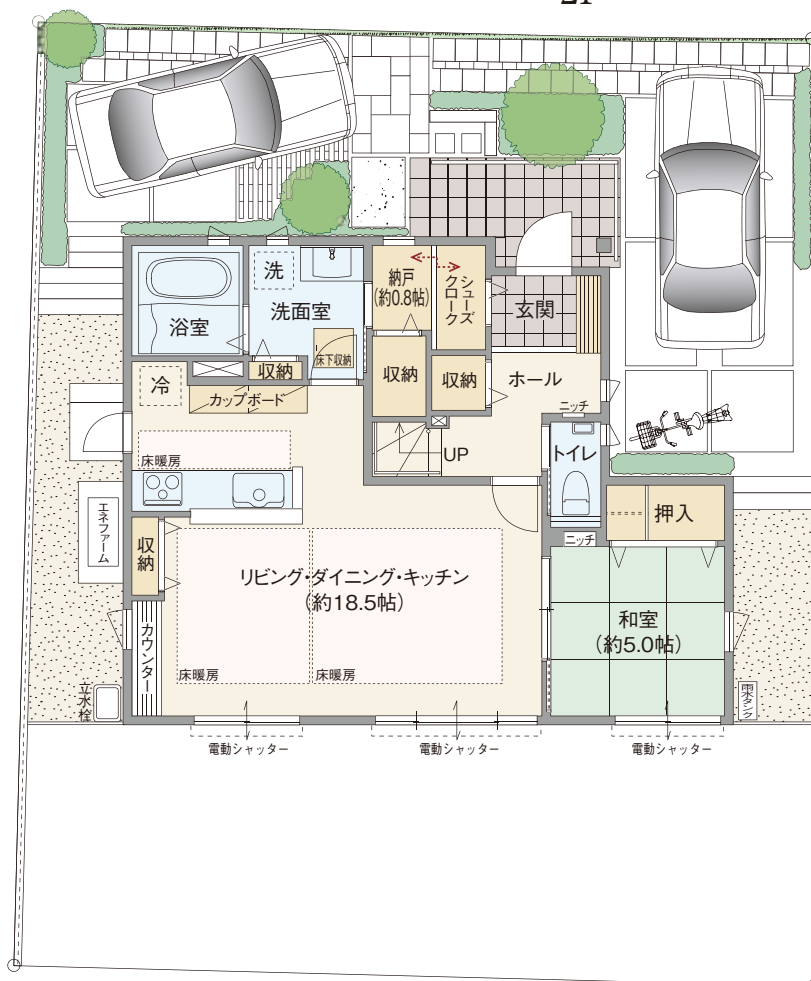 洗
洗面室
浴室
床下収納
納戸
(約0.8帖)
シューズ
クローク
玄関
収納
収納
収納
ホール
冷
カップボード
ニッチ
UP
トイレ
床暖房
エネファーム
ニッチ
押入
収納
リビング・ダイニング・キッチン
(約18.5帖)
和室
(約5.0帖)
カウンター
床暖房
床暖房
立水栓
雨水タンク
電動シャッター
電動シャッター
電動シャッター